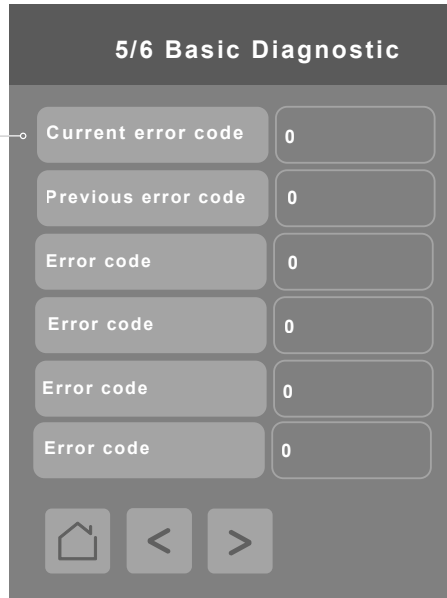 5/6 Basic Diagnostic
Current error code 0
Previous error code 0
Error code 0
Error code 0
Error code 0
Error code 0
< >